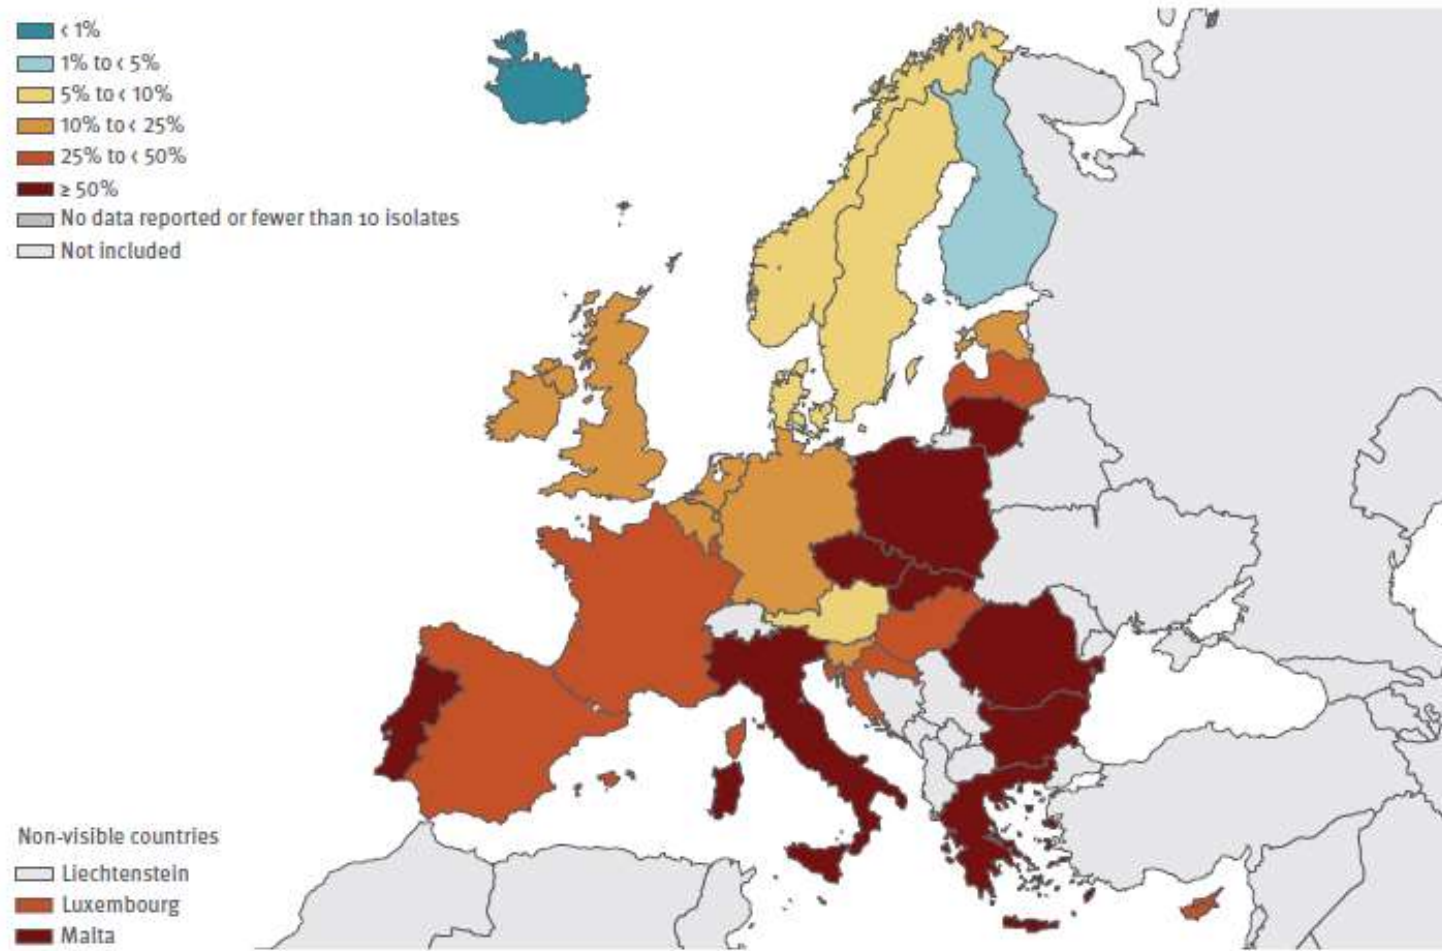 < 1%
1% to < 5%
5% to < 10%
10% to < 25%
25% to < 50%
≥ 50%
No data reported or fewer than 10 isolates
Not included
Non-visible countries
Liechtenstein
Luxembourg
Malta